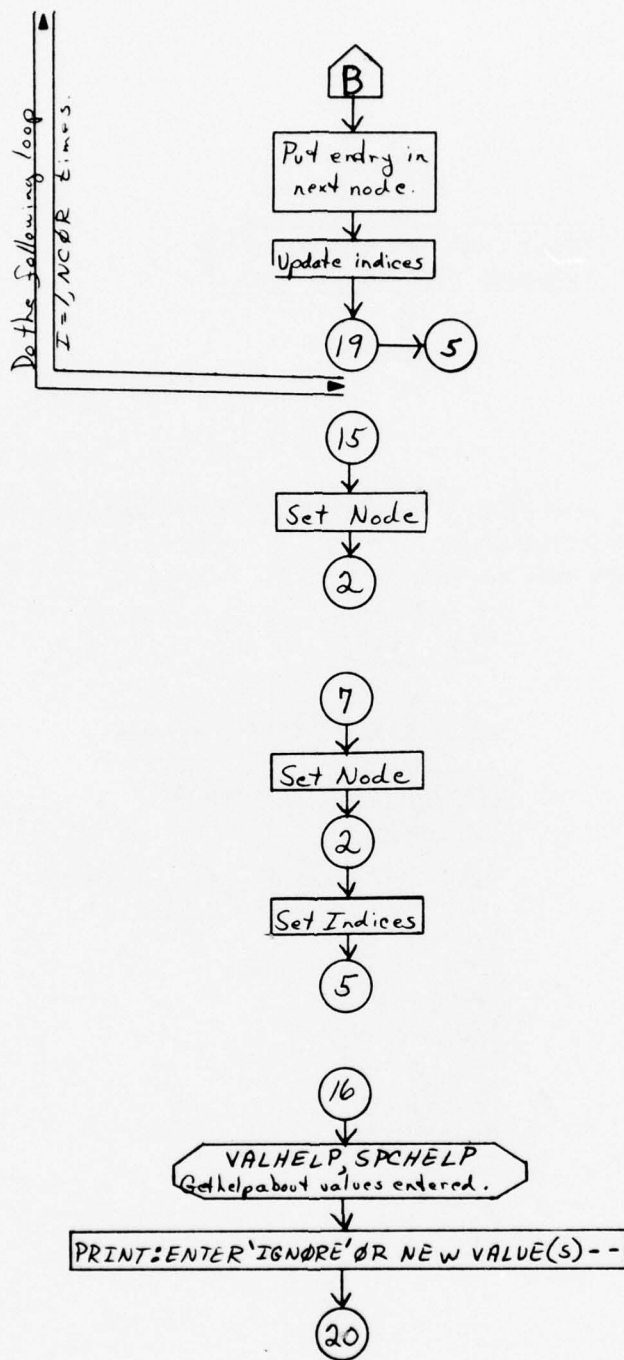 Do the following loop
I=1, NCØR times.
B
Put entry in
next node.
Update indices
19
5
15
Set Node
2
7
Set Node
2
Set Indices
5
16
VALHELP, SPCHELP
Get help about values entered.
PRINT: ENTER 'IGNØRE' ØR NEW VALUE(S)--
20